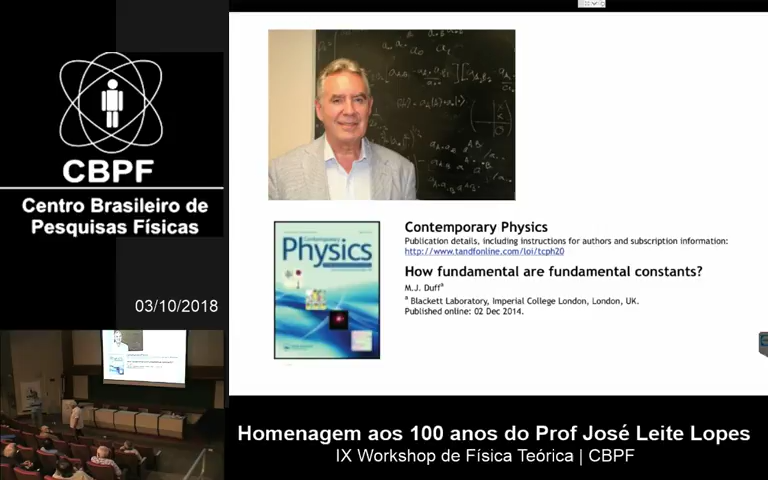 CBPF
Centro Brasileiro de
Pesquisas Físicas
03/10/2018
Contemporary
Physics
Contemporary Physics
Publication details, including instructions for authors and subscription information:
http://www.tandfonline.com/loi/tcph20
How fundamental are fundamental constants?
M.J. Duffª
ª Blackett Laboratory, Imperial College London, London, UK.
Published online: 02 Dec 2014.
Homenagem aos 100 anos do Prof José Leite Lopes
IX Workshop de Física Teórica | CBPF